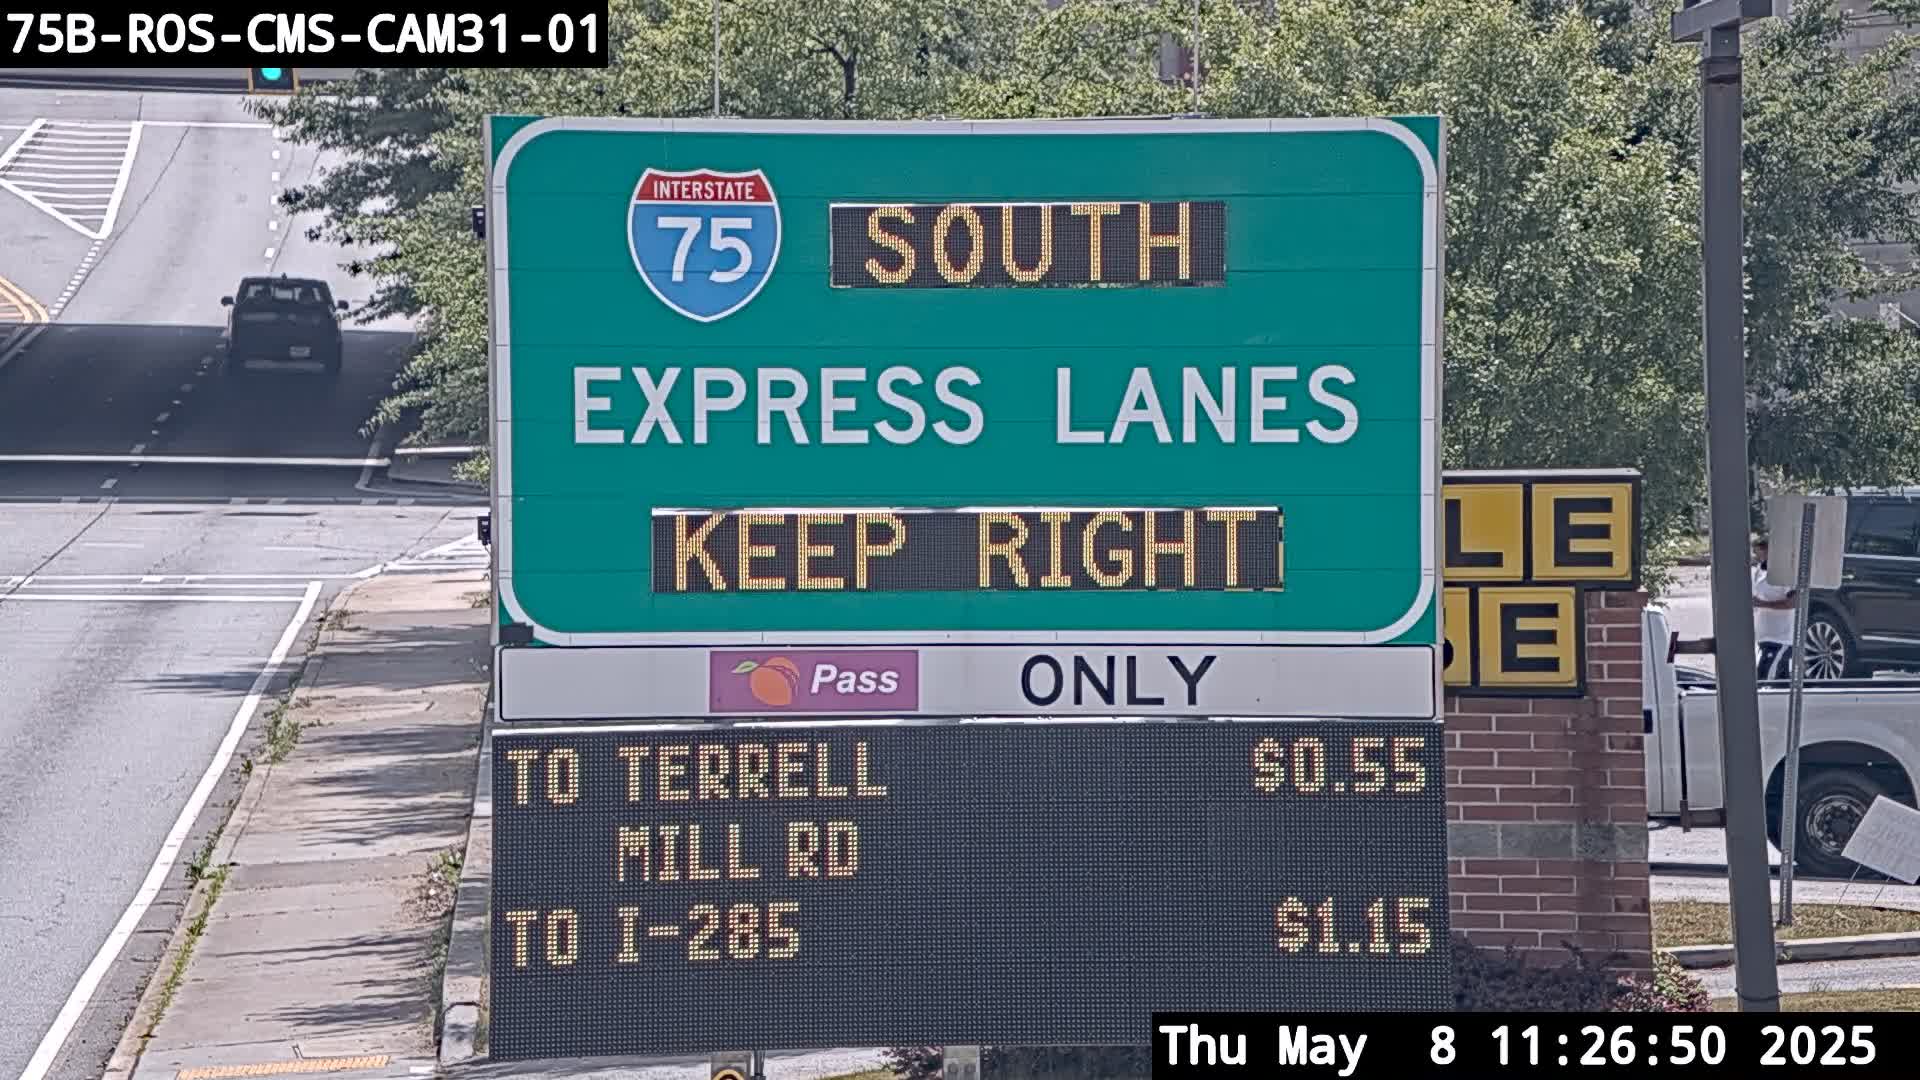 75B-ROS-CMS-CAM31-01
INTERSTATE
75
SOUTH
EXPRESS LANES
KEEP RIGHT
Pass ONLY
TO TERRELL $0.55
MILL RD
TO I-285 $1.15
LE
E
Thu May 8 11:26:50 2025